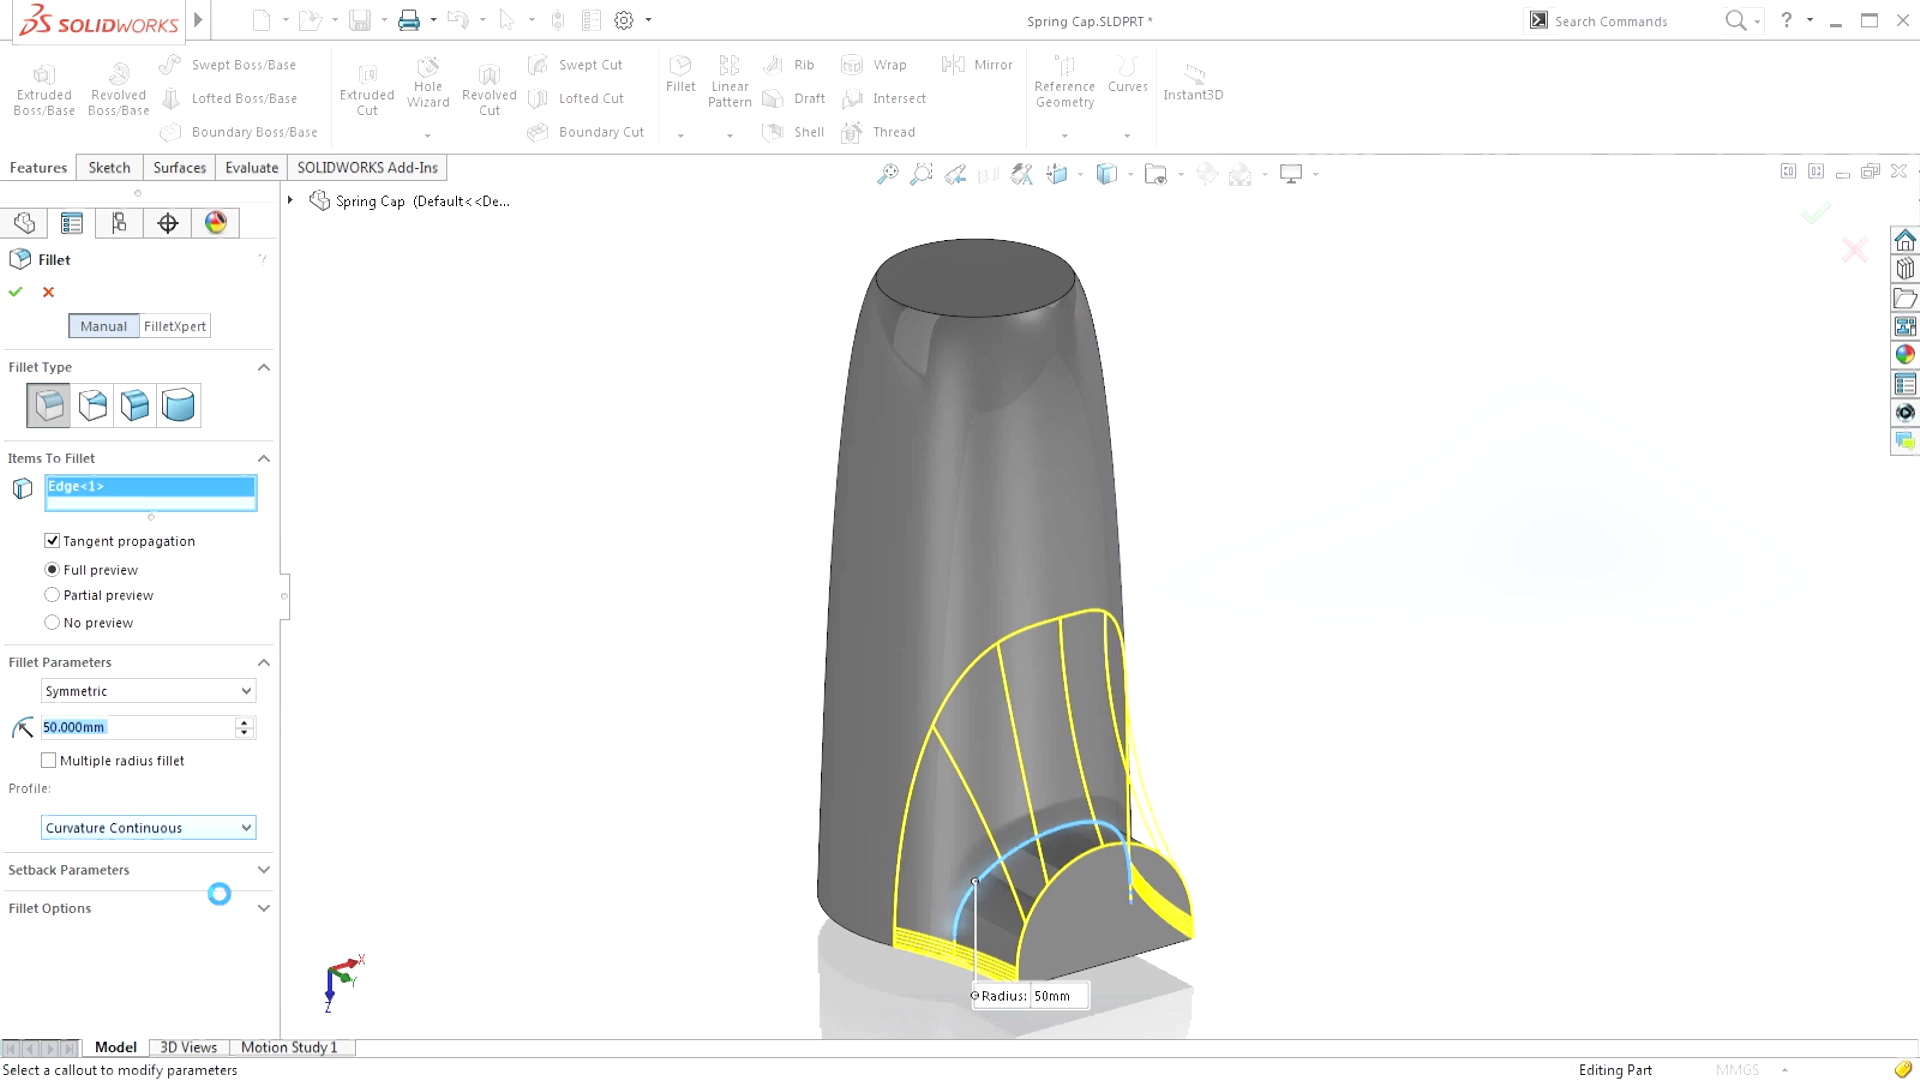 SOLIDWORKS
Spring Cap.SLDPRT *
Search Commands
?
Extruded Boss/Base
Revolved Boss/Base
Swept Boss/Base
Lofted Boss/Base
Boundary Boss/Base
Extruded Cut
Hole Wizard
Revolved Cut
Swept Cut
Lofted Cut
Boundary Cut
Fillet
Linear Pattern
Rib
Draft
Shell
Wrap
Intersect
Thread
Mirror
Reference Geometry
Curves
Instant3D
Features
Sketch
Surfaces
Evaluate
SOLIDWORKS Add-Ins
Spring Cap (Default<<De...
Fillet
?
Manual
FilletXpert
Fillet Type
Items To Fillet
Edge<1>
Tangent propagation
Full preview
Partial preview
No preview
Fillet Parameters
Symmetric
50.000mm
Multiple radius fillet
Profile:
Curvature Continuous
Setback Parameters
Fillet Options
X
Y
Z
Radius: 50mm
Model
3D Views
Motion Study 1
Select a callout to modify parameters
Editing Part
MMGS